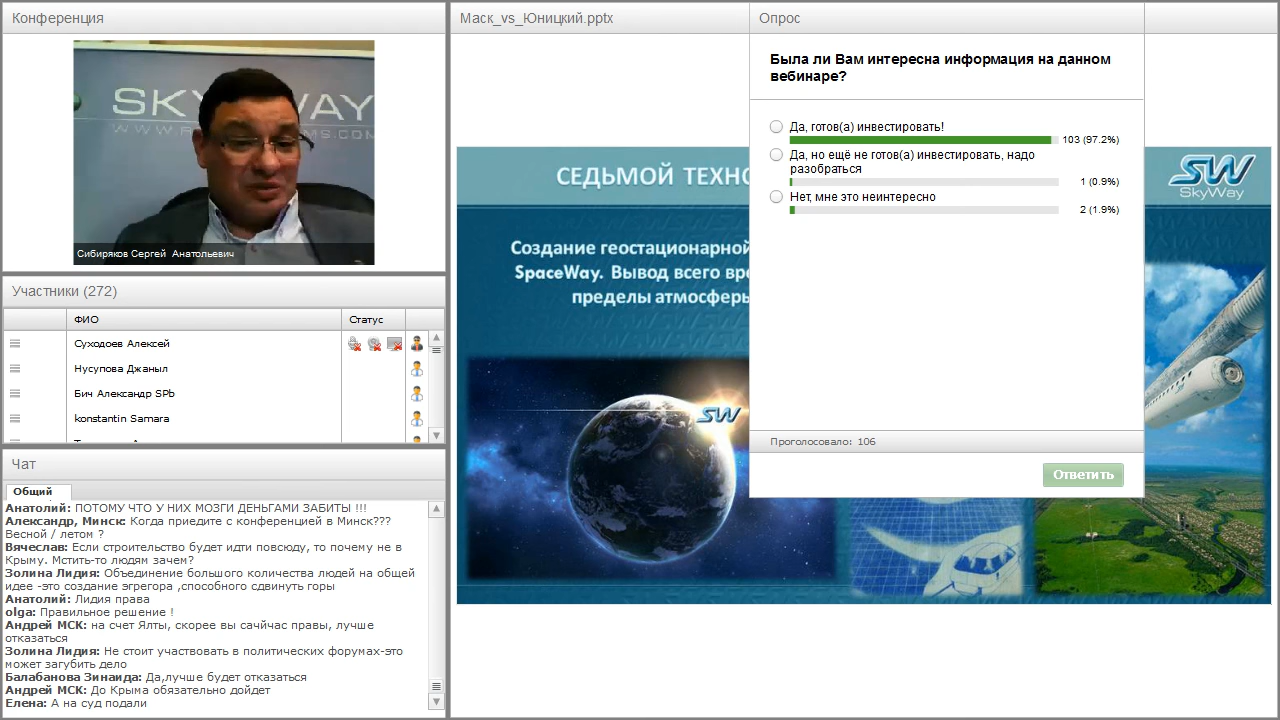 Конференция
SKYWAY
Сибиряков Сергей Анатольевич
Участники (272)
ФИО
Статус
Суходоев Алексей
Нусупова Джаныл
Бич Александр SPb
konstantin Samara
Чат
Общий
Анатолий: ПОТОМУ ЧТО У НИХ МОЗГИ ДЕНЬГАМИ ЗАБИТЫ !!!
Александр, Минск: Когда приедите с конференцией в Минск???
Весной / летом ?
Вячеслав: Если строительство будет идти повсюду, то почему не в
Крыму. Мстить-то людям зачем?
Золина Лидия: Объединение большого количества людей на общей
идее -это создание эгрегора ,способного сдвинуть горы
Анатолий: Лидия права
olga: Правильное решение !
Андрей МСК: на счет Ялты, скорее вы сачйчас правы, лучше
отказаться
Золина Лидия: Не стоит участвовать в политических форумах-это
может загубить дело
Балабанова Зинаида: Да,лучше будет отказаться
Андрей МСК: До Крыма обязательно дойдет
Елена: А на суд подали
Маск_vs_Юницкий.pptx
СЕДЬМОЙ ТЕХНО
SW
SkyWay
Создание геостационарной
SpaceWay. Вывод всего вре
пределы атмосферы
SW
Опрос
Была ли Вам интересна информация на данном
вебинаре?
Да, готов(а) инвестировать!
103 (97.2%)
Да, но ещё не готов(а) инвестировать, надо
разобраться
1 (0.9%)
Нет, мне это неинтересно
2 (1.9%)
Проголосовало: 106
Ответить